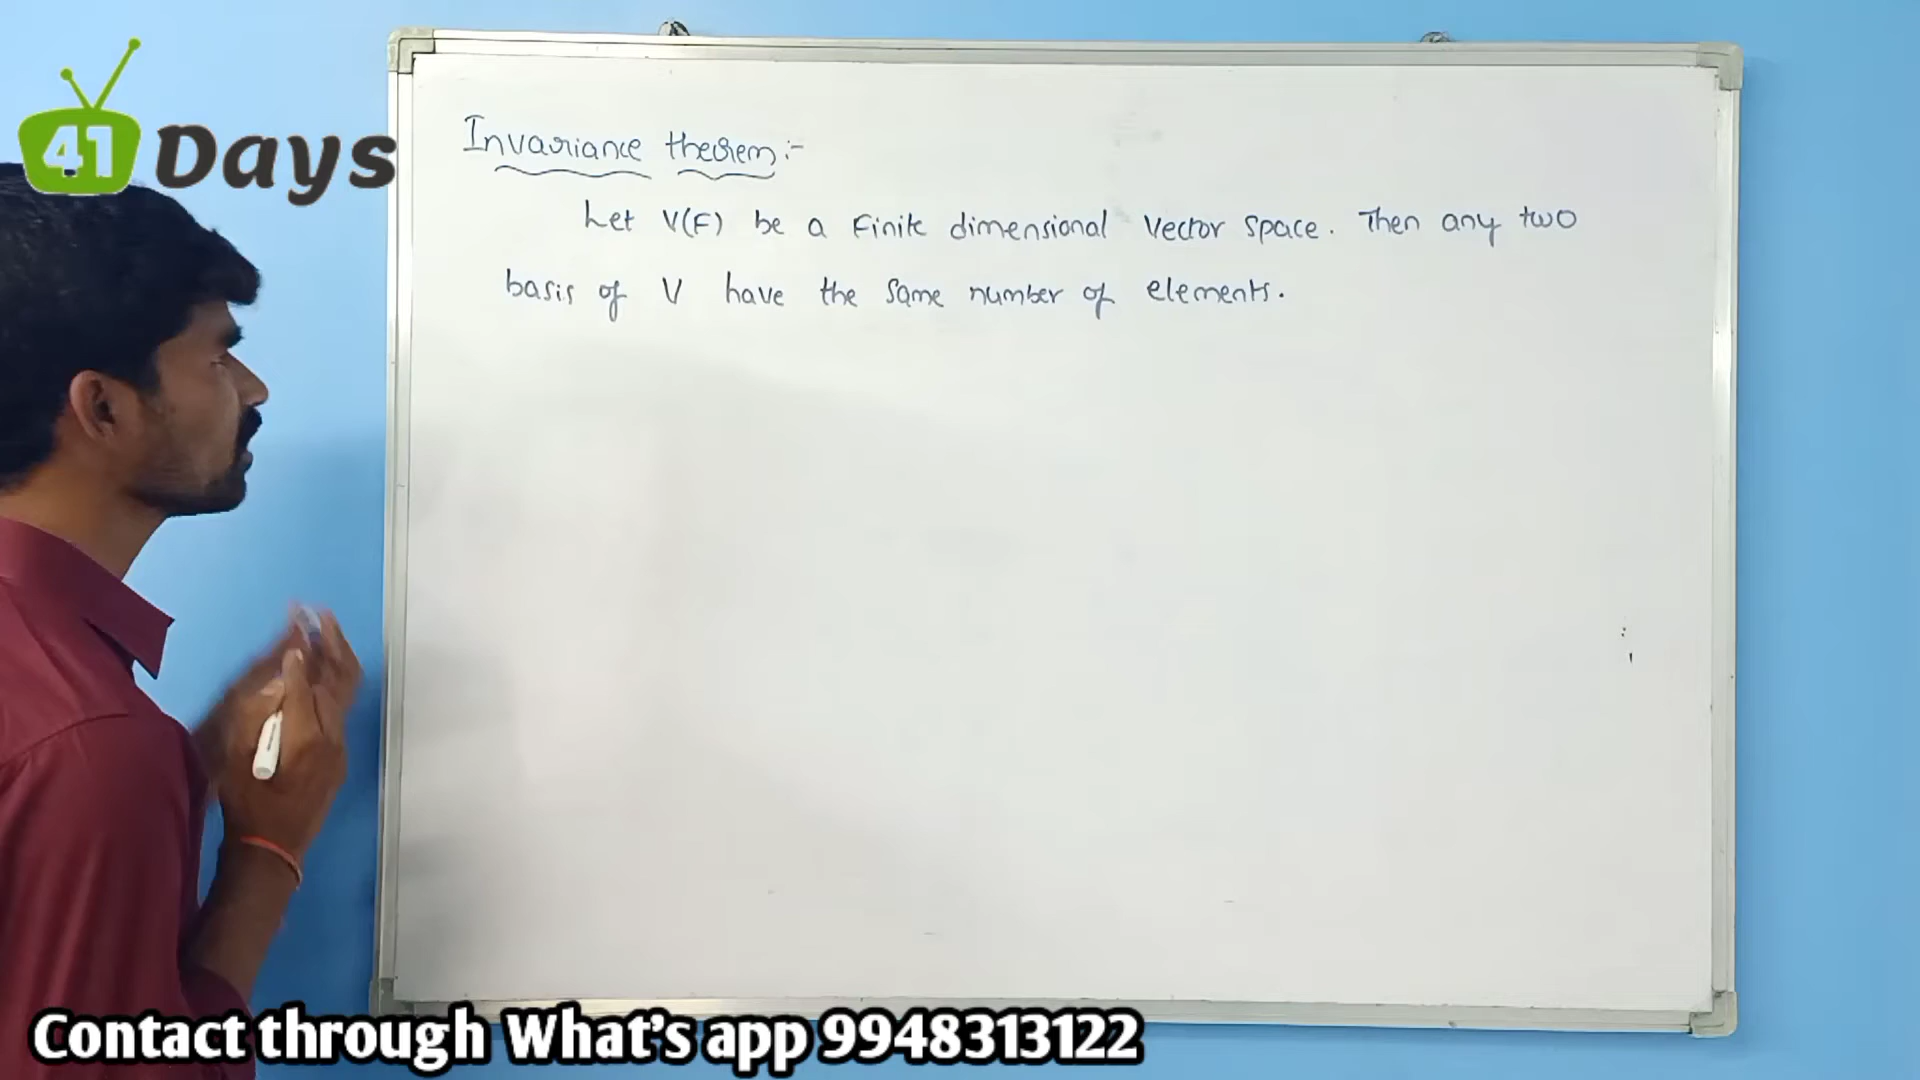 41 Days
Invariance theorem:-
Let V(F) be a Finite dimensional Vector space. Then any two
basis of V have the same number of elements.
Contact through What's app 9948313122